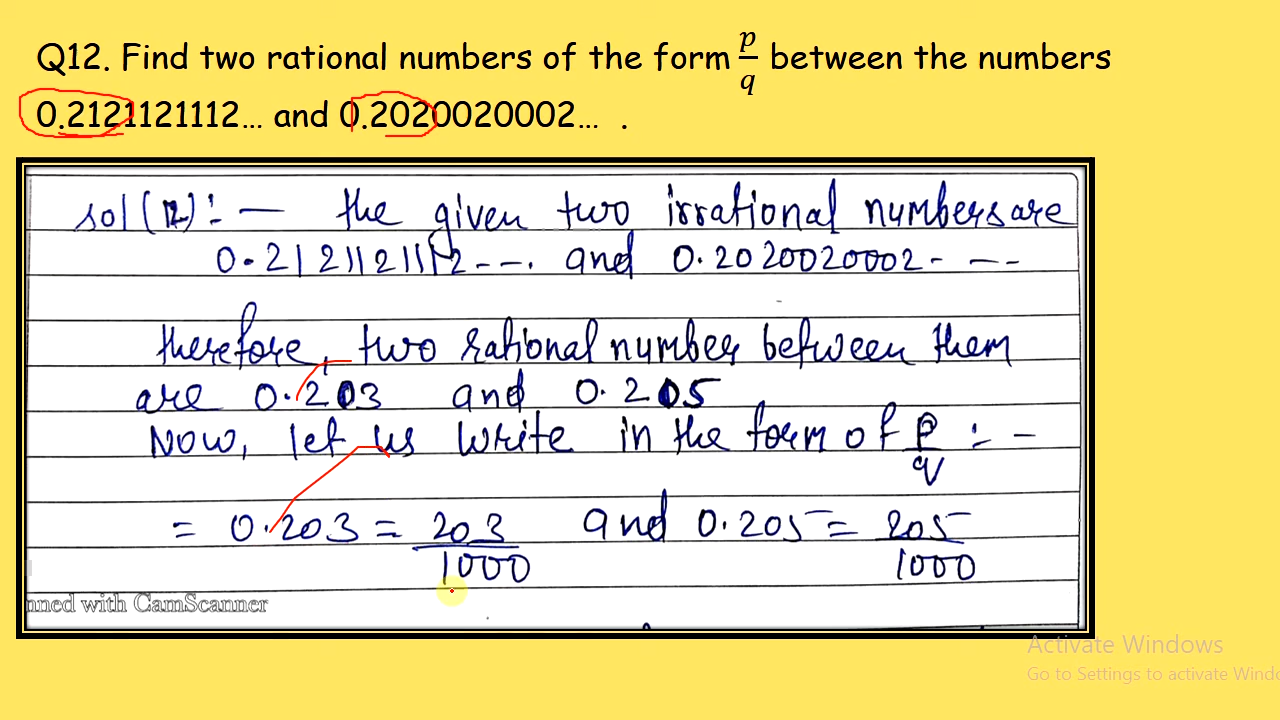 Q12. Find two rational numbers of the form p/q between the numbers
0.2121121112... and 0.2020020002... .
sol(12):- the given two irrational numbers are
0.2121121112---. and 0.2020020002- ---
therefore, two rational number between them
are 0.203 and 0.205
Now, let us write in the form of p/q :-
= 0.203 = 203/1000 and 0.205 = 205/1000
nned with CamScanner
Activate Windows
Go to Settings to activate Windo